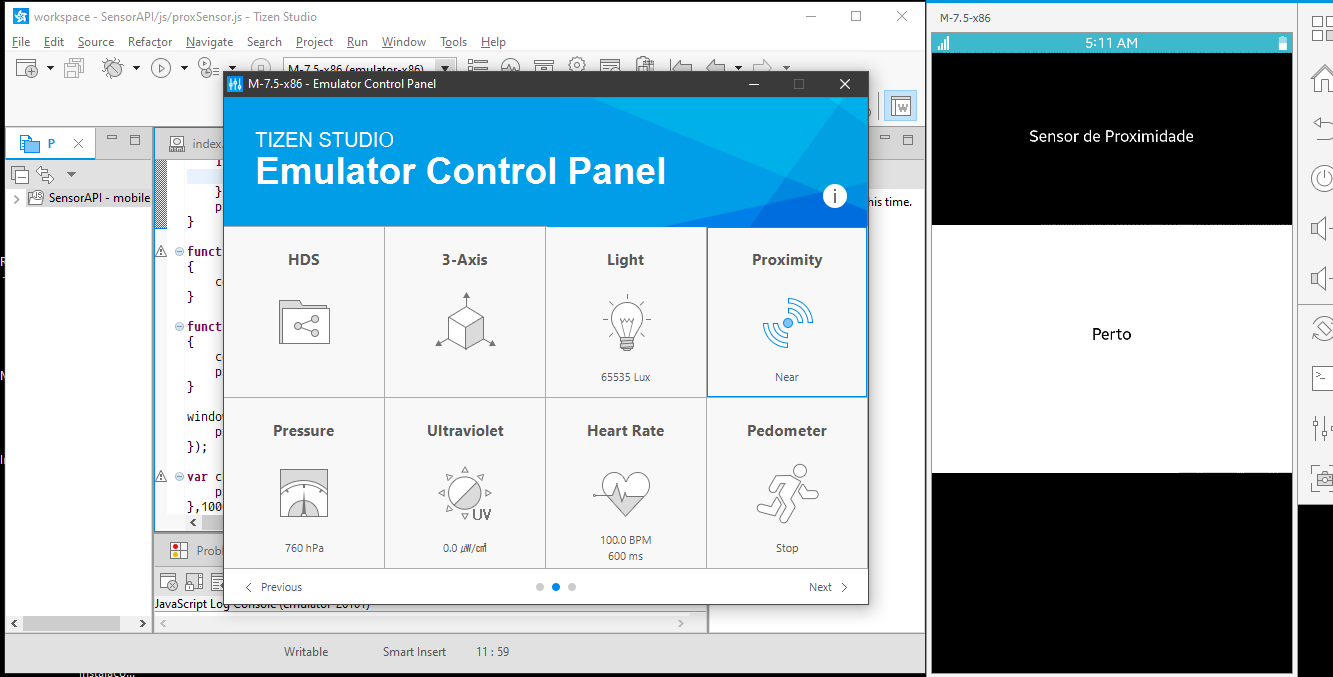 workspace - SensorAPI/js/proxSensor.js - Tizen Studio
File Edit Source Refactor Navigate Search Project Run Window Tools Help
M-7.5-x86 (emulator-x86)
M-7.5-x86 - Emulator Control Panel
TIZEN STUDIO
Emulator Control Panel
i
HDS
3-Axis
Light
65535 Lux
Proximity
Near
Pressure
760 hPa
Ultraviolet
UV
0.0 ㎼/㎠
Heart Rate
100.0 BPM
600 ms
Pedometer
Stop
Previous
Next
P
SensorAPI - mobile
index.
}
p
}
funct
{
co
}
funct
{
co
p
}
window
p
});
var c
p
},1000
his time.
Probl
JavaScript Log Console (emulator-26101)
Writable
Smart Insert
11 : 59
M-7.5-x86
5:11 AM
Sensor de Proximidade
Perto